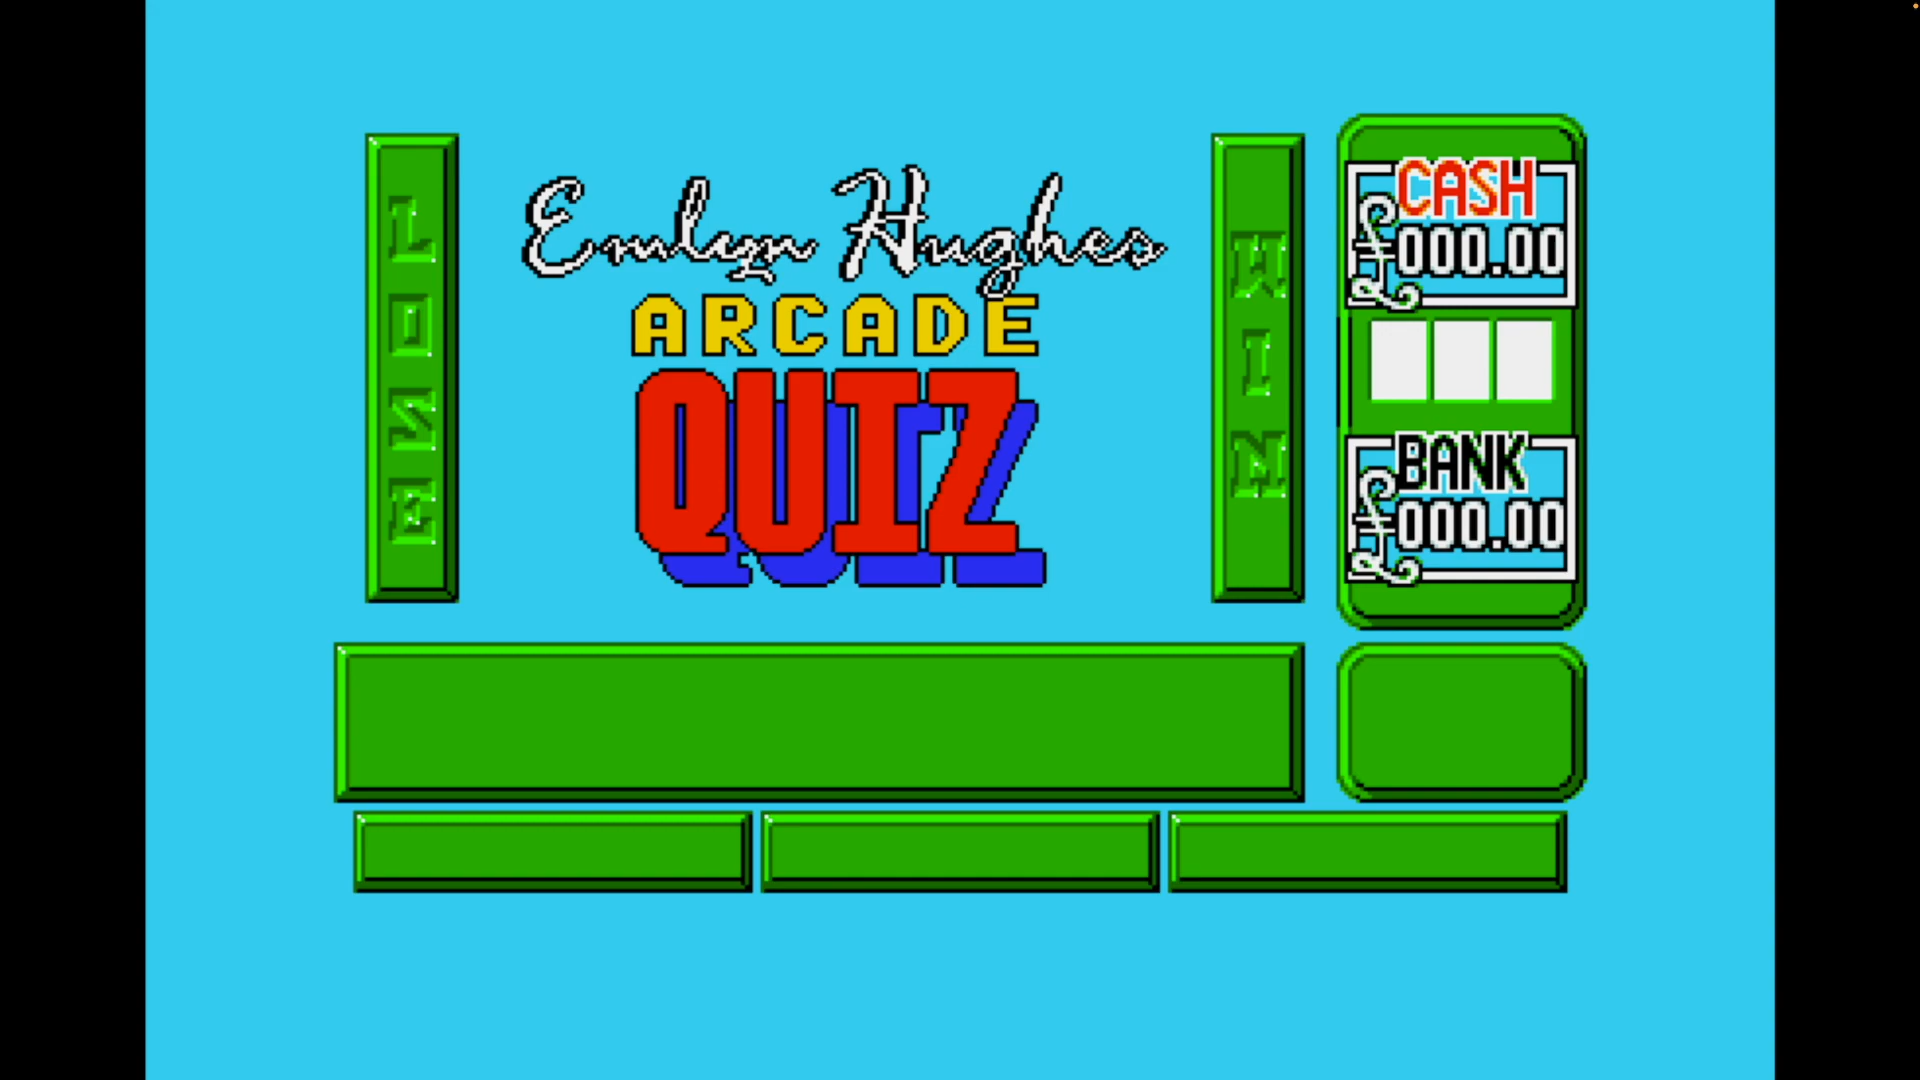 LOSE
Emlyn Hughes
ARCADE
QUIZ
WIN
CASH
£000.00
BANK
£000.00